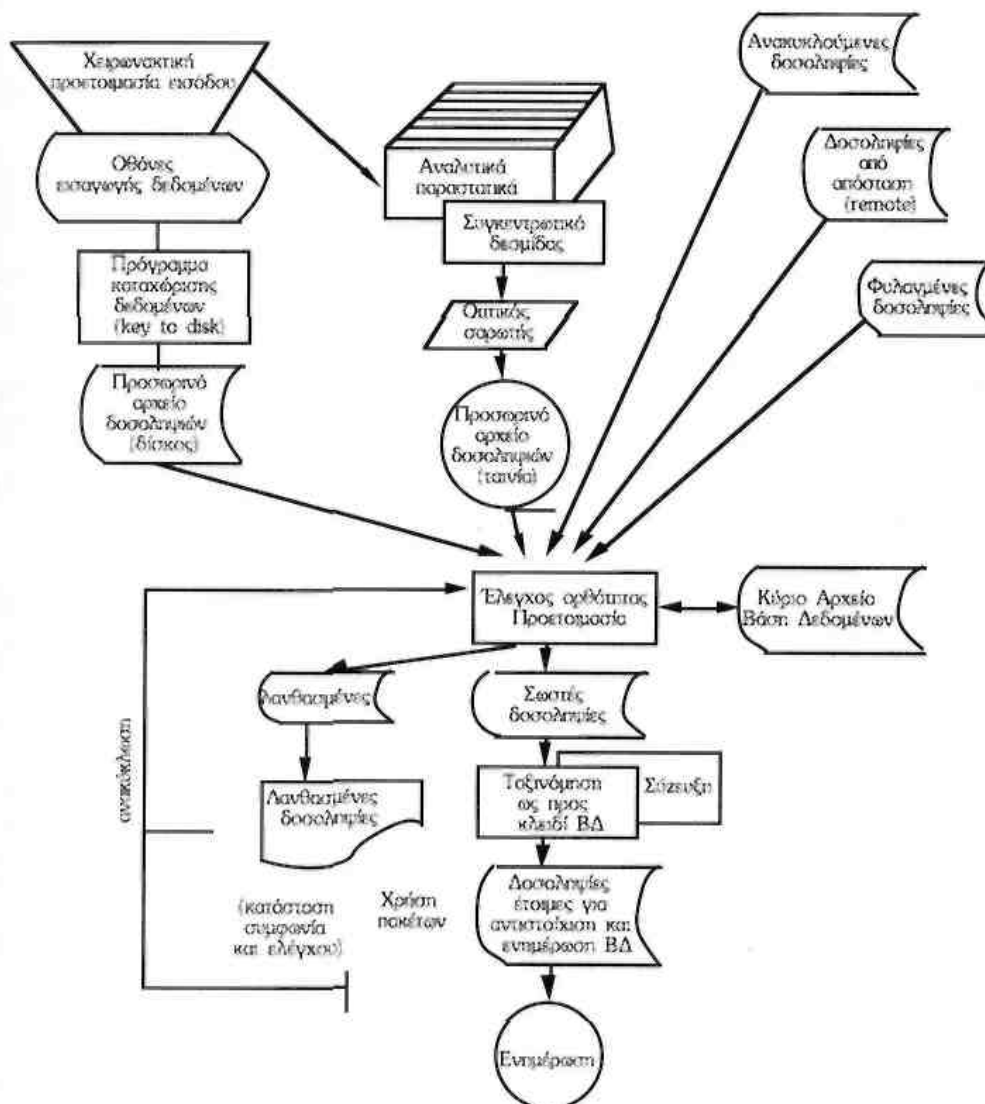 Χειρωνακτική
προετοιμασία εισόδου
Οθόνες
εισαγωγής δεδομένων
Πρόγραμμα
καταχώρισης
δεδομένων
(key to disk)
Προσωρινό
αρχείο
δοσοληψιών
(δίσκος)
Αναλυτικά
παραστατικά
Συγκεντρωτικό
δεσμίδας
Οπτικός
σαρωτής
Προσωρινό
αρχείο
δοσοληψιών
(ταινία)
Ανακυκλούμενες
δοσοληψίες
Δοσοληψίες
από
απόσταση
(remote)
Φυλαγμένες
δοσοληψίες
Έλεγχος ορθότητας
Προετοιμασία
Κύριο Αρχείο
Βάση Δεδομένων
Λανθασμένες
Σωστές
δοσοληψίες
ανακύκλωση
Λανθασμένες
δοσοληψίες
Ταξινόμηση
ως προς
κλειδί ΒΔ
Σύζευξη
(κατάσταση
συμφωνία
και ελέγχου)
Χρήση
πακέτων
Δοσοληψίες
έτοιμες για
αντιστοίχιση και
ενημέρωση ΒΔ
Ενημέρωση